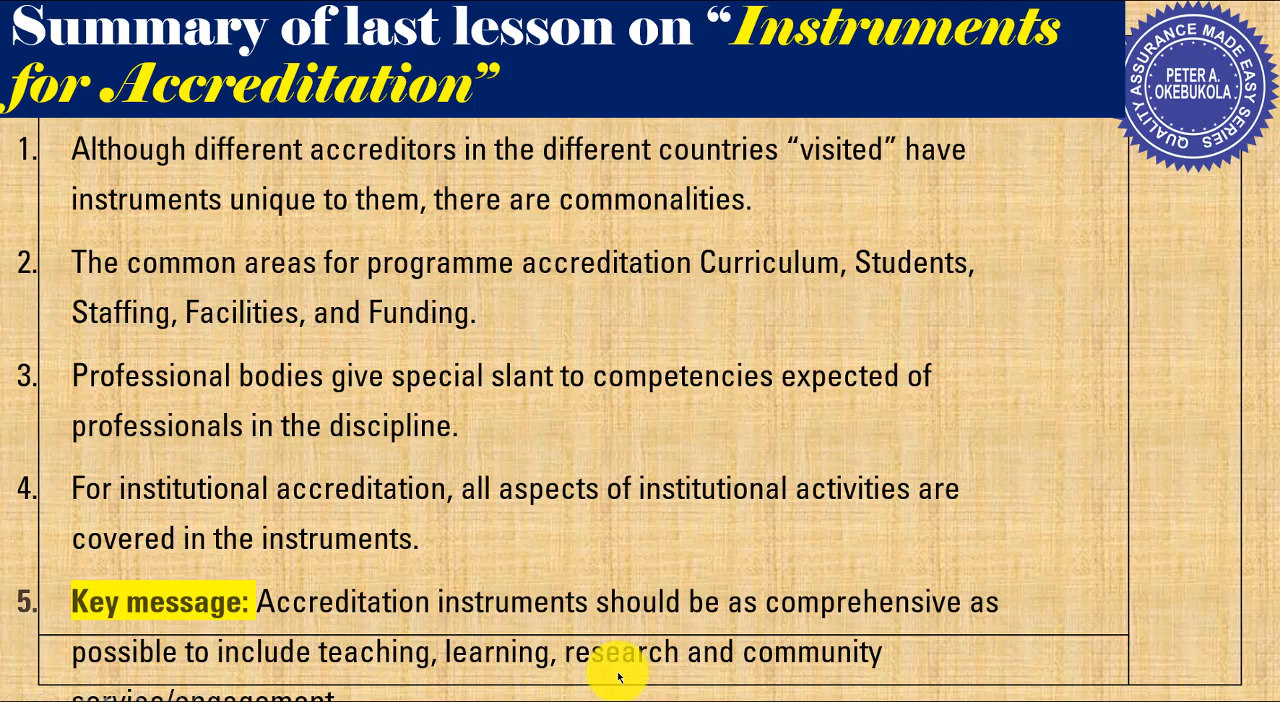 Summary of last lesson on “Instruments
for Accreditation”
QUALITY ASSURANCE MADE EASY SERIES
PETER A.
OKEBUKOLA
1. Although different accreditors in the different countries “visited” have
instruments unique to them, there are commonalities.
2. The common areas for programme accreditation Curriculum, Students,
Staffing, Facilities, and Funding.
3. Professional bodies give special slant to competencies expected of
professionals in the discipline.
4. For institutional accreditation, all aspects of institutional activities are
covered in the instruments.
5. Key message: Accreditation instruments should be as comprehensive as
possible to include teaching, learning, research and community
service/engagement